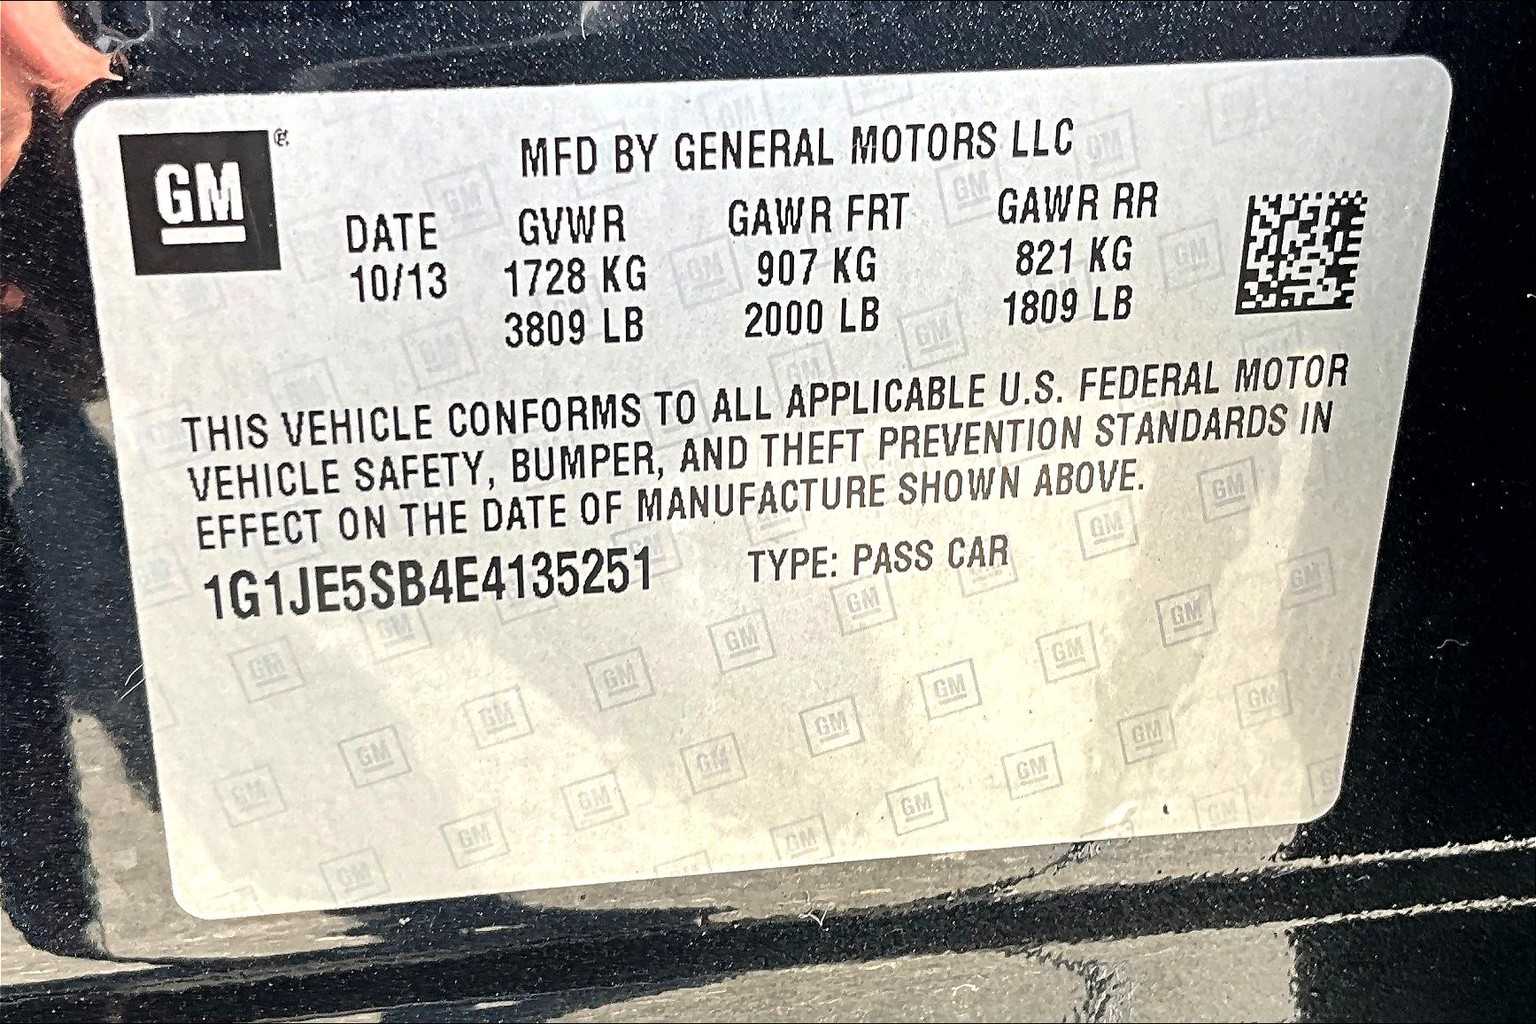 GM
MFD BY GENERAL MOTORS LLC
DATE GVWR GAWR FRT GAWR RR
10/13 1728 KG 907 KG 821 KG
3809 LB 2000 LB 1809 LB
THIS VEHICLE CONFORMS TO ALL APPLICABLE U.S. FEDERAL MOTOR
VEHICLE SAFETY, BUMPER, AND THEFT PREVENTION STANDARDS IN
EFFECT ON THE DATE OF MANUFACTURE SHOWN ABOVE.
1G1JE5SB4E4135251 TYPE: PASS CAR